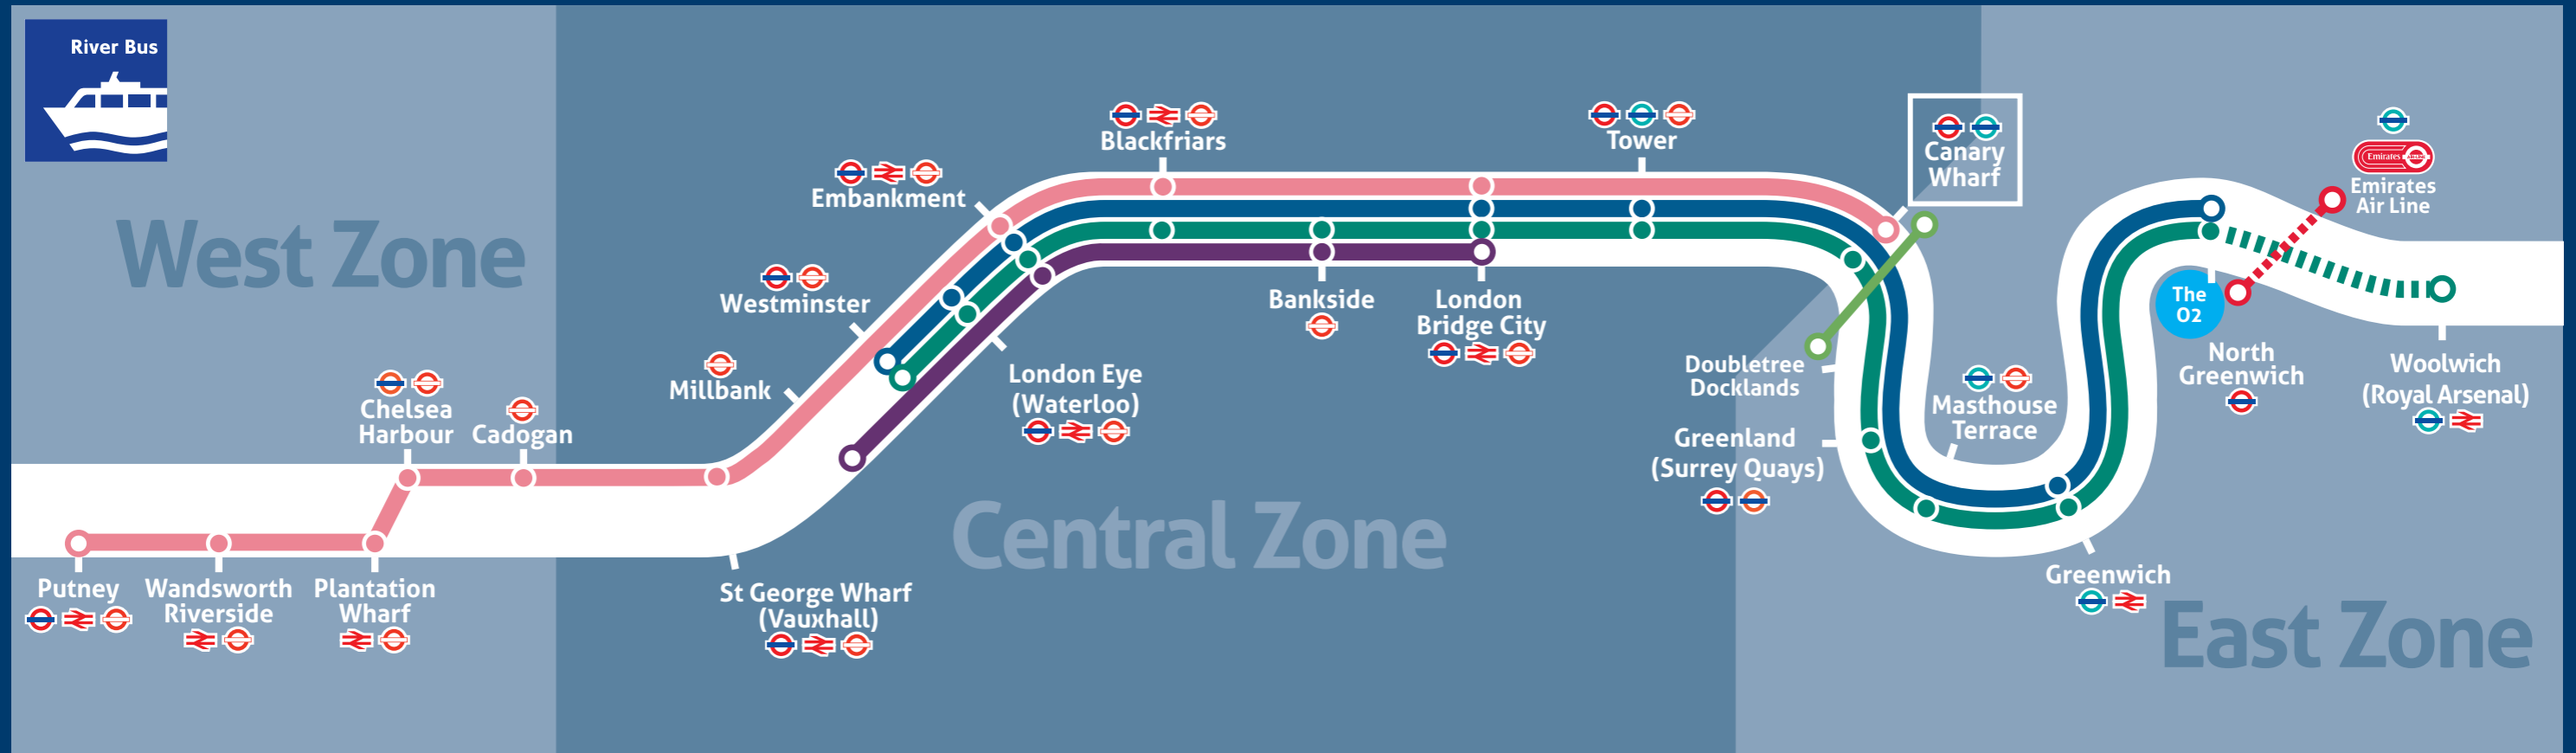 River Bus
West Zone
Putney
Wandsworth
Riverside
Plantation
Wharf
Chelsea
Harbour
Cadogan
Millbank
Westminster
Embankment
St George Wharf
(Vauxhall)
London Eye
(Waterloo)
Blackfriars
Bankside
London
Bridge City
Tower
Central Zone
Canary
Wharf
Doubletree
Docklands
Greenland
(Surrey Quays)
Masthouse
Terrace
Greenwich
The
O2
North
Greenwich
Emirates
Emirates
Air Line
Woolwich
(Royal Arsenal)
East Zone